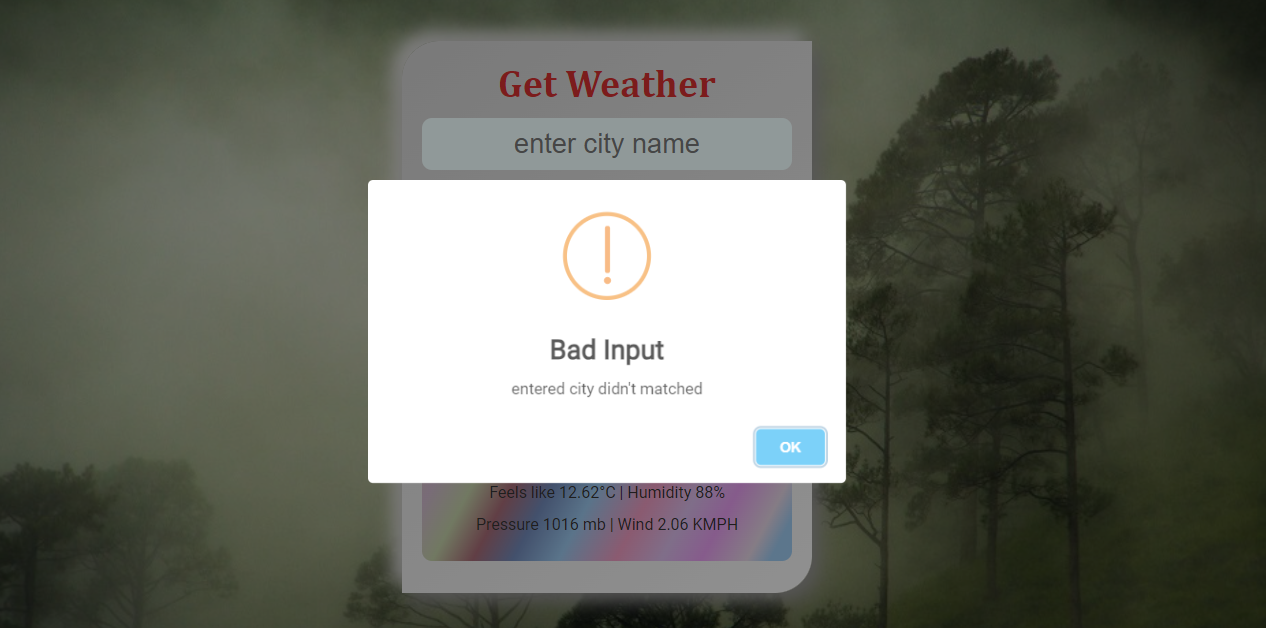 Get Weather
enter city name
Bad Input
entered city didn't matched
OK
Feels like 12.62°C | Humidity 88%
Pressure 1016 mb | Wind 2.06 KMPH